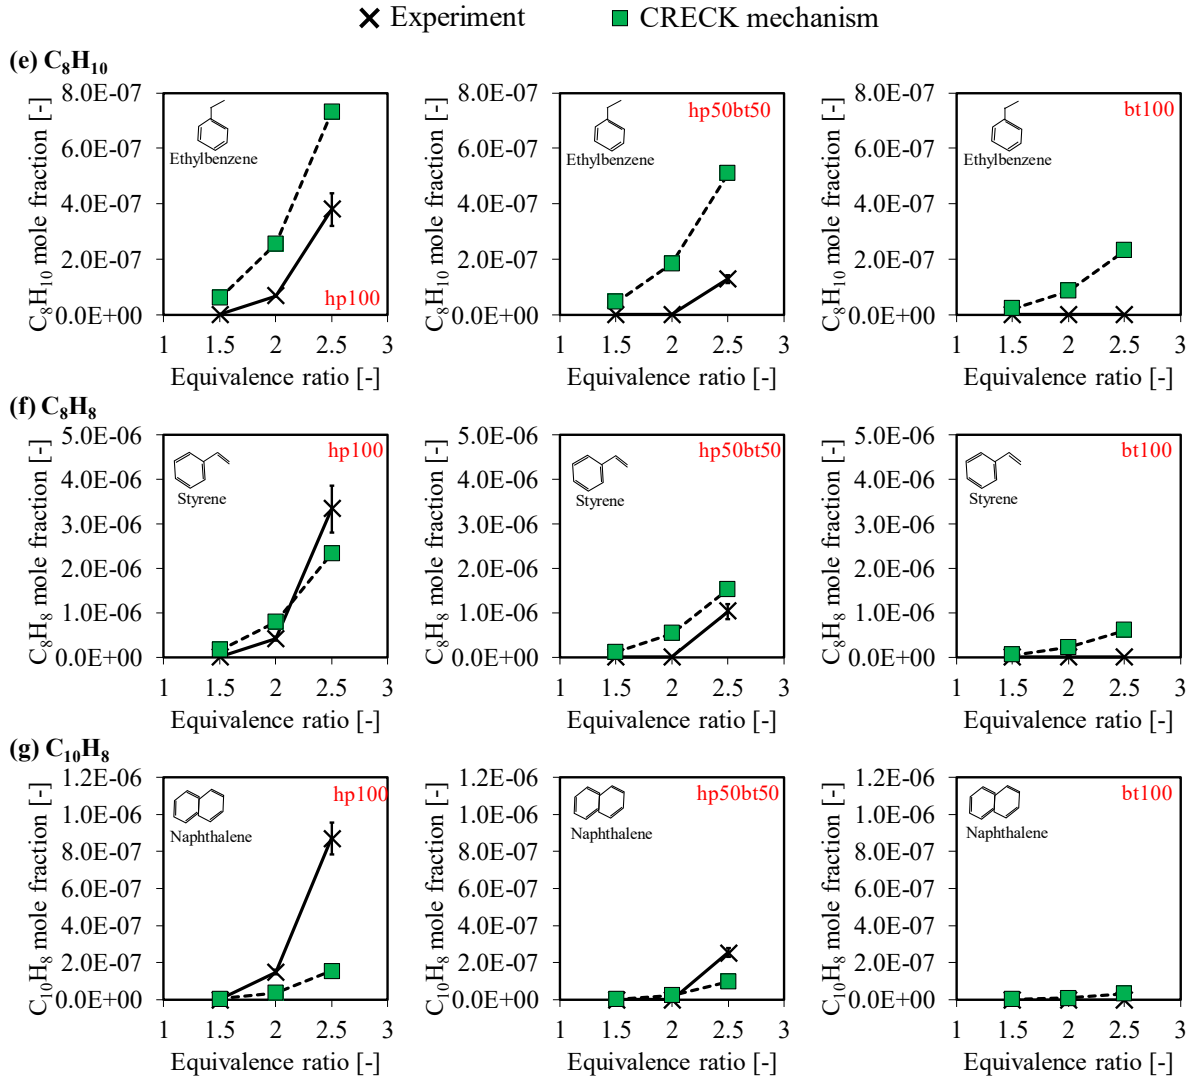 Experiment CRECK mechanism
(e) C₈H₁₀
C₈H₁₀ mole fraction [-]
8.0E-07
6.0E-07
4.0E-07
2.0E-07
0.0E+00
Ethylbenzene
hp100
1 1.5 2 2.5 3
Equivalence ratio [-]
C₈H₁₀ mole fraction [-]
8.0E-07
6.0E-07
4.0E-07
2.0E-07
0.0E+00
hp50bt50
Ethylbenzene
1 1.5 2 2.5 3
Equivalence ratio [-]
C₈H₁₀ mole fraction [-]
8.0E-07
6.0E-07
4.0E-07
2.0E-07
0.0E+00
bt100
Ethylbenzene
1 1.5 2 2.5 3
Equivalence ratio [-]
(f) C₈H₈
C₈H₈ mole fraction [-]
5.0E-06
4.0E-06
3.0E-06
2.0E-06
1.0E-06
0.0E+00
hp100
Styrene
1 1.5 2 2.5 3
Equivalence ratio [-]
C₈H₈ mole fraction [-]
5.0E-06
4.0E-06
3.0E-06
2.0E-06
1.0E-06
0.0E+00
hp50bt50
Styrene
1 1.5 2 2.5 3
Equivalence ratio [-]
C₈H₈ mole fraction [-]
5.0E-06
4.0E-06
3.0E-06
2.0E-06
1.0E-06
0.0E+00
bt100
Styrene
1 1.5 2 2.5 3
Equivalence ratio [-]
(g) C₁₀H₈
C₁₀H₈ mole fraction [-]
1.2E-06
1.0E-06
8.0E-07
6.0E-07
4.0E-07
2.0E-07
0.0E+00
hp100
Naphthalene
1 1.5 2 2.5 3
Equivalence ratio [-]
C₁₀H₈ mole fraction [-]
1.2E-06
1.0E-06
8.0E-07
6.0E-07
4.0E-07
2.0E-07
0.0E+00
hp50bt50
Naphthalene
1 1.5 2 2.5 3
Equivalence ratio [-]
C₁₀H₈ mole fraction [-]
1.2E-06
1.0E-06
8.0E-07
6.0E-07
4.0E-07
2.0E-07
0.0E+00
bt100
Naphthalene
1 1.5 2 2.5 3
Equivalence ratio [-]